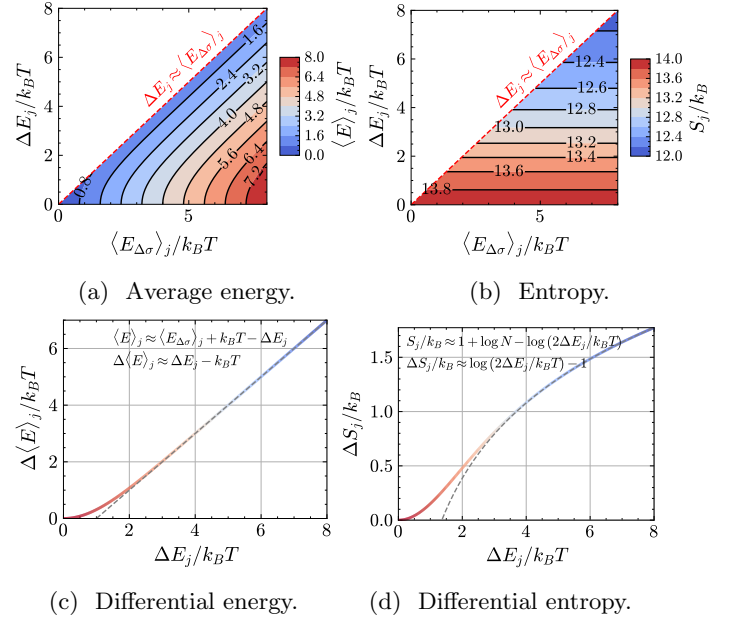 8
6
4
2
0
ΔE_j/k_BT
0
5
⟨E_Δσ⟩_j/k_BT
ΔE_j≈⟨E_Δσ⟩_j
0.8
1.6
2.4
3.2
4.0
4.8
5.6
6.4
7.2
8.0
6.4
4.8
3.2
1.6
0.0
⟨E⟩_j/k_BT
(a) Average energy.
8
6
4
2
0
ΔE_j/k_BT
0
5
⟨E_Δσ⟩_j/k_BT
ΔE_j≈⟨E_Δσ⟩_j
12.4
12.6
12.8
13.0
13.2
13.4
13.6
13.8
14.0
13.6
13.2
12.8
12.4
12.0
S_j/k_B
(b) Entropy.
6
4
2
0
Δ⟨E⟩_j/k_BT
⟨E⟩_j≈⟨E_Δσ⟩_j+k_BT−ΔE_j
Δ⟨E⟩_j≈ΔE_j−k_BT
0 2 4 6 8
ΔE_j/k_BT
(c) Differential energy.
1.5
1.0
0.5
0.0
ΔS_j/k_B
S_j/k_B≈1+log N−log(2ΔE_j/k_BT)
ΔS_j/k_B≈log(2ΔE_j/k_BT)−1
0 2 4 6 8
ΔE_j/k_BT
(d) Differential entropy.